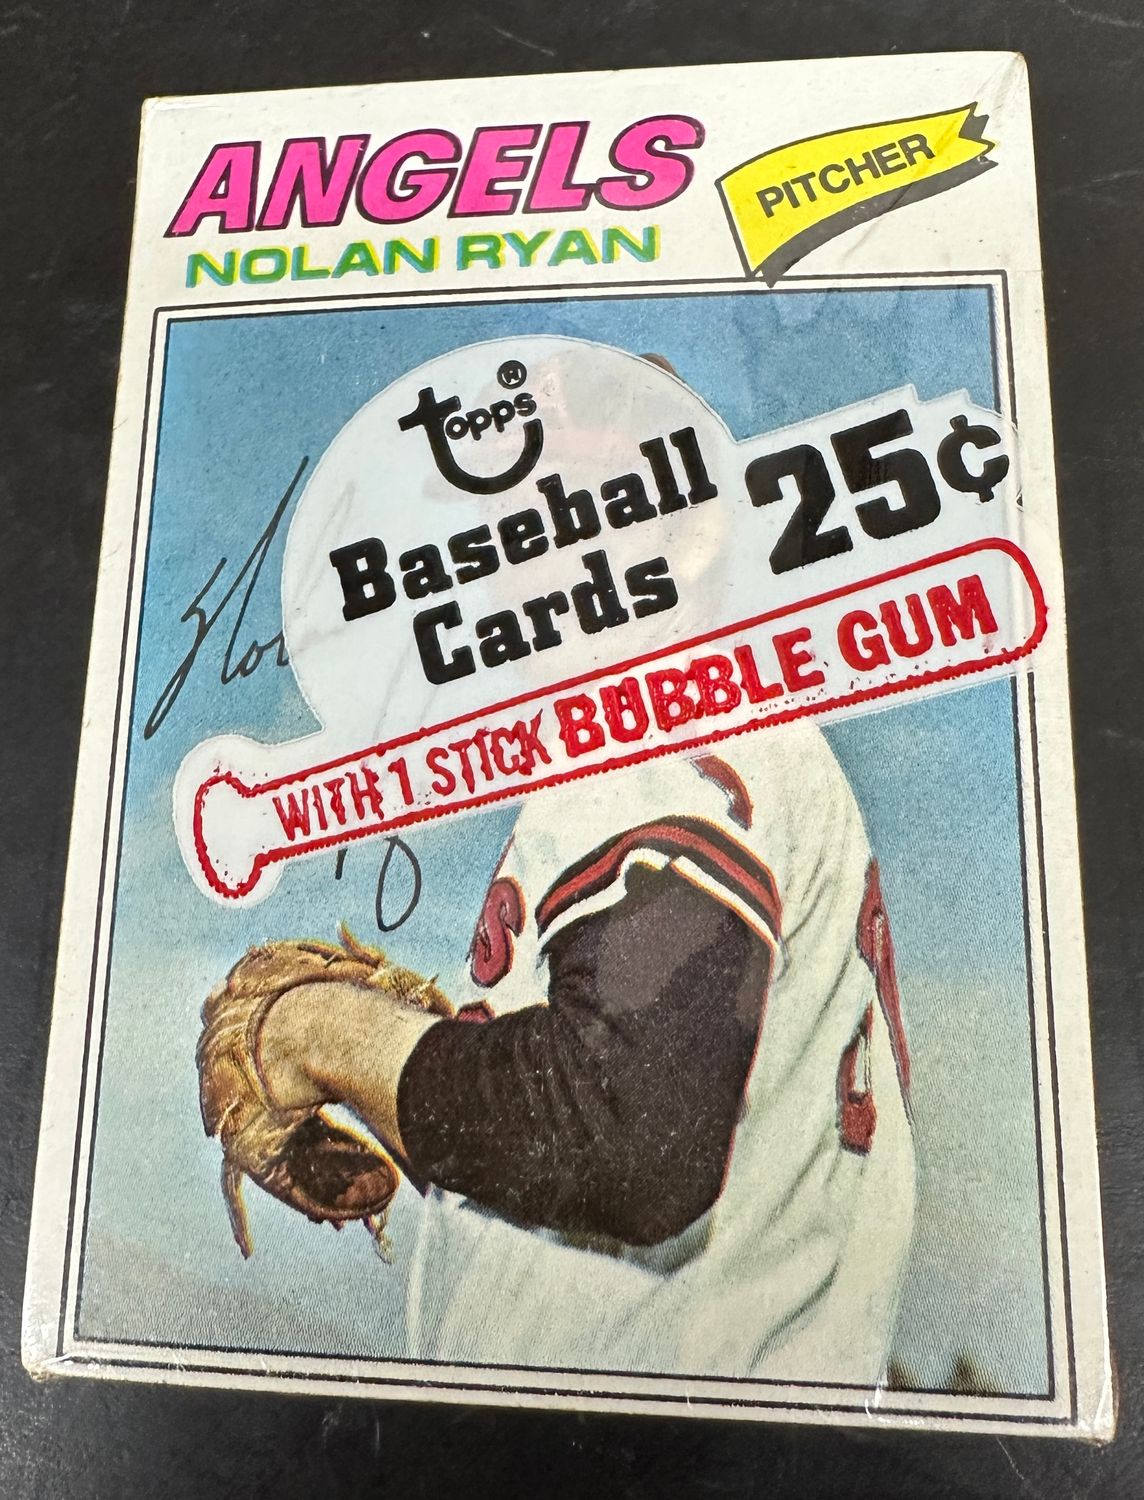 ANGELS
PITCHER
NOLAN RYAN
topps®
Baseball
Cards
25¢
WITH 1 STICK BUBBLE GUM